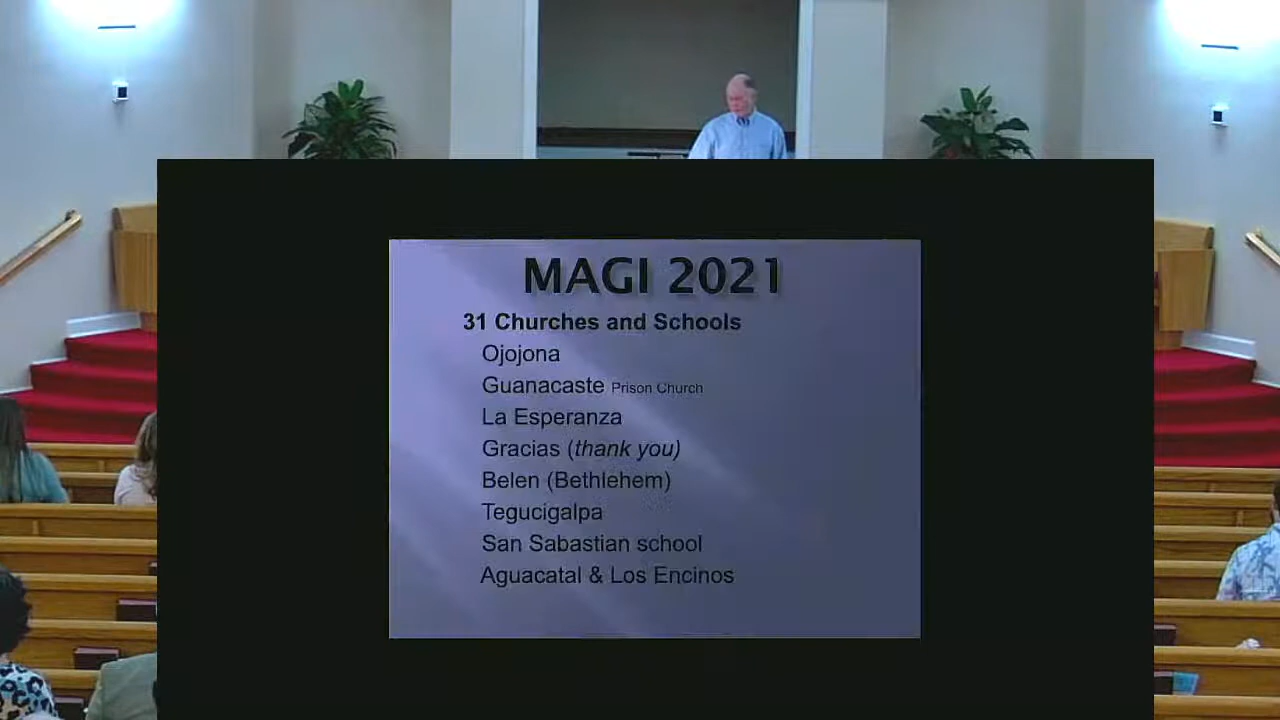 MAGI 2021
31 Churches and Schools
Ojojona
Guanacaste Prison Church
La Esperanza
Gracias (thank you)
Belen (Bethlehem)
Tegucigalpa
San Sabastian school
Aguacatal & Los Encinos